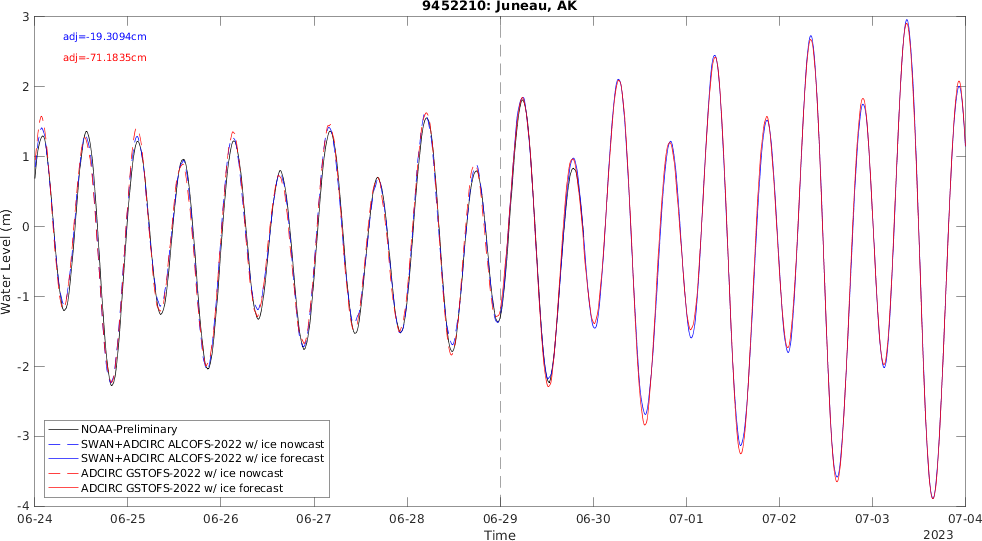 9452210: Juneau, AK
adj=-19.3094cm
adj=-71.1835cm
Water Level (m)
3
2
1
0
-1
-2
-3
-4
NOAA-Preliminary
SWAN+ADCIRC ALCOFS-2022 w/ ice nowcast
SWAN+ADCIRC ALCOFS-2022 w/ ice forecast
ADCIRC GSTOFS-2022 w/ ice nowcast
ADCIRC GSTOFS-2022 w/ ice forecast
06-24 06-25 06-26 06-27 06-28 06-29 06-30 07-01 07-02 07-03 07-04
Time
2023